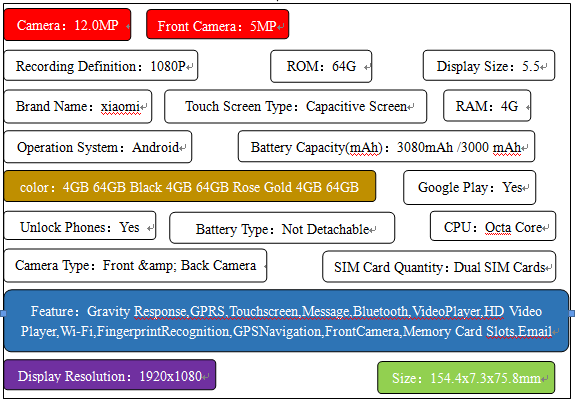 Camera：12.0MP
Front Camera：5MP
Recording Definition：1080P
ROM：64G
Display Size：5.5
Brand Name：xiaomi
Touch Screen Type：Capacitive Screen
RAM：4G
Operation System：Android
Battery Capacity(mAh)：3080mAh /3000 mAh
color：4GB 64GB Black 4GB 64GB Rose Gold 4GB 64GB
Google Play：Yes
Unlock Phones：Yes
Battery Type：Not Detachable
CPU：Octa Core
Camera Type：Front &amp; Back Camera
SIM Card Quantity：Dual SIM Cards
Feature：Gravity Response,GPRS,Touchscreen,Message,Bluetooth,VideoPlayer,HD Video
Player,Wi-Fi,FingerprintRecognition,GPSNavigation,FrontCamera,Memory Card Slots,Email
Display Resolution：1920x1080
Size：154.4x7.3x75.8mm